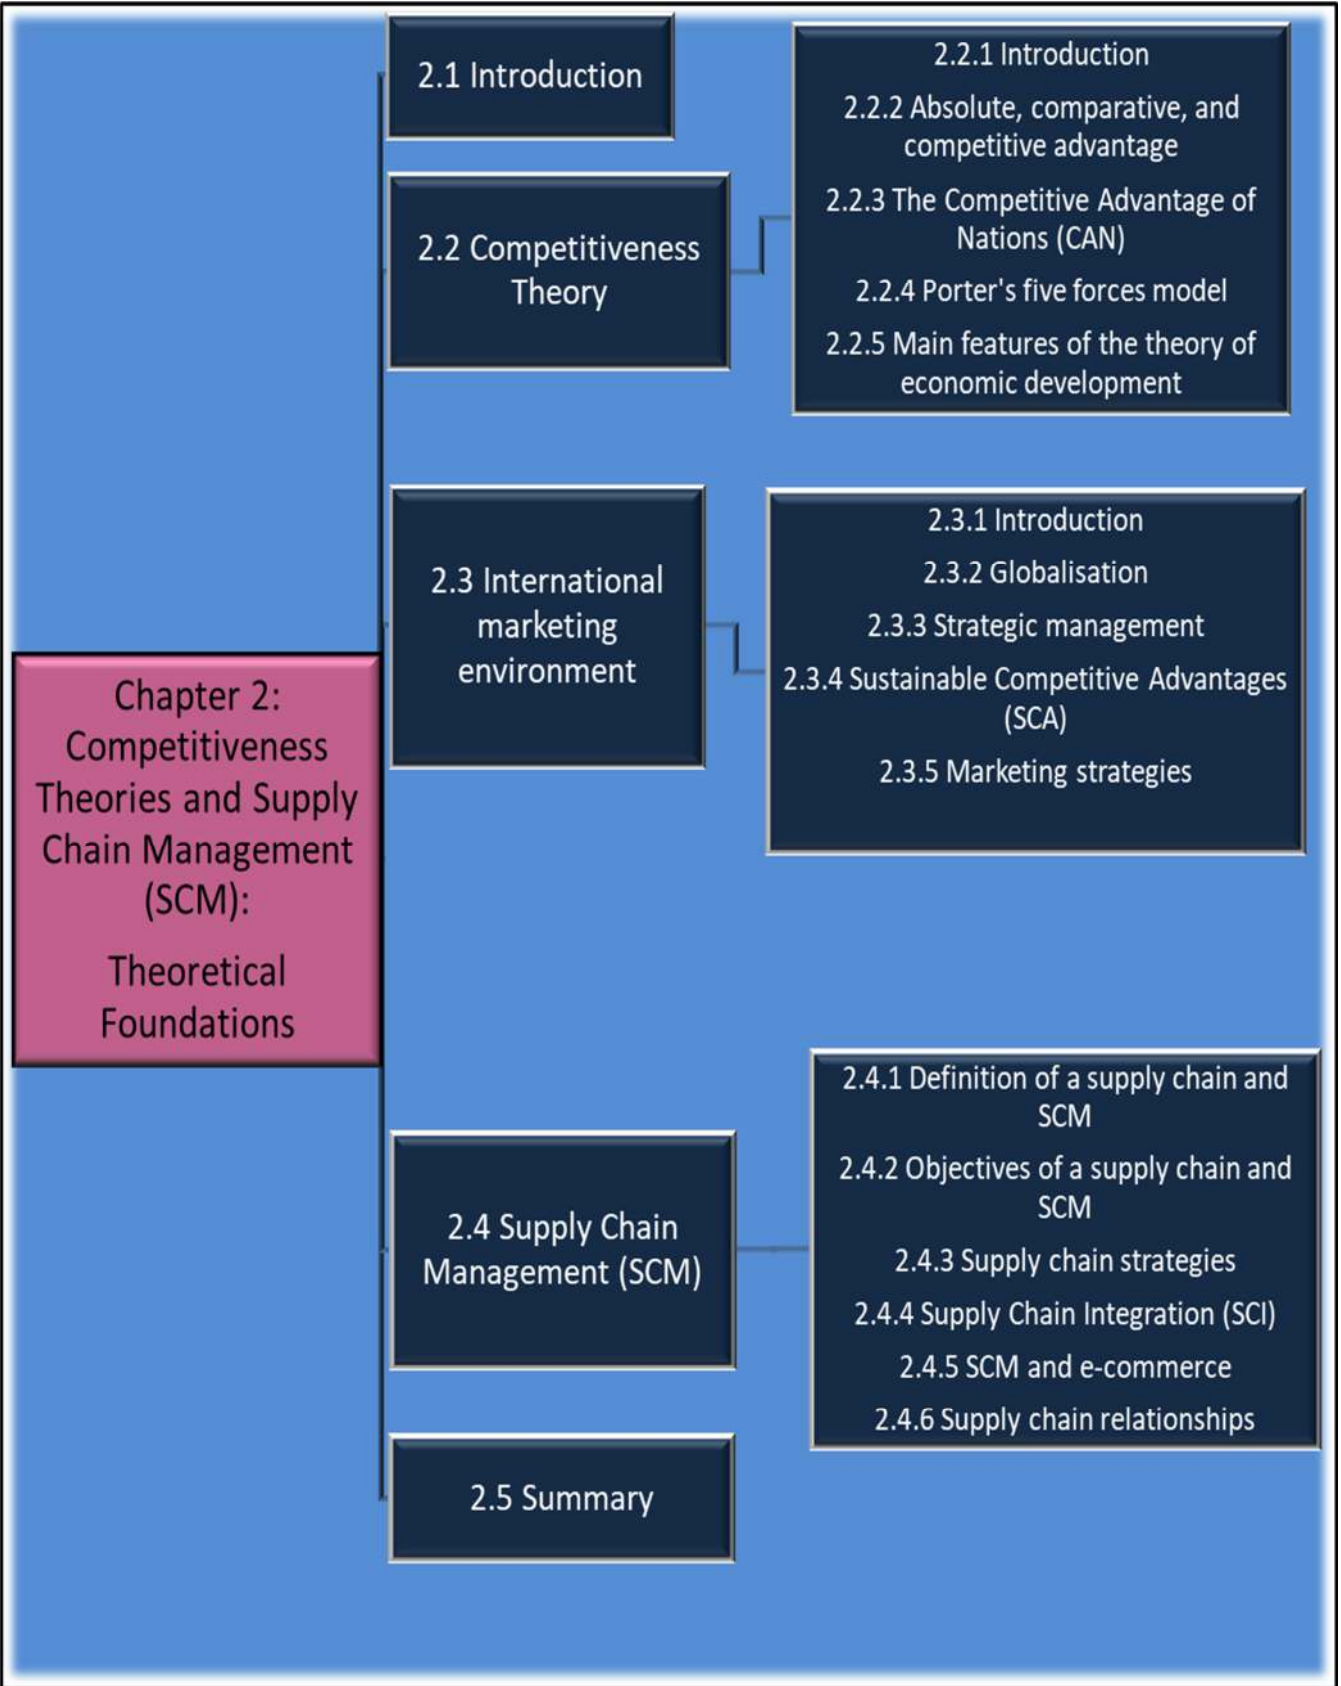 Chapter 2:
Competitiveness
Theories and Supply
Chain Management
(SCM):
Theoretical
Foundations
2.1 Introduction
2.2 Competitiveness
Theory
2.2.1 Introduction
2.2.2 Absolute, comparative, and
competitive advantage
2.2.3 The Competitive Advantage of
Nations (CAN)
2.2.4 Porter's five forces model
2.2.5 Main features of the theory of
economic development
2.3 International
marketing
environment
2.3.1 Introduction
2.3.2 Globalisation
2.3.3 Strategic management
2.3.4 Sustainable Competitive Advantages
(SCA)
2.3.5 Marketing strategies
2.4 Supply Chain
Management (SCM)
2.4.1 Definition of a supply chain and
SCM
2.4.2 Objectives of a supply chain and
SCM
2.4.3 Supply chain strategies
2.4.4 Supply Chain Integration (SCI)
2.4.5 SCM and e-commerce
2.4.6 Supply chain relationships
2.5 Summary